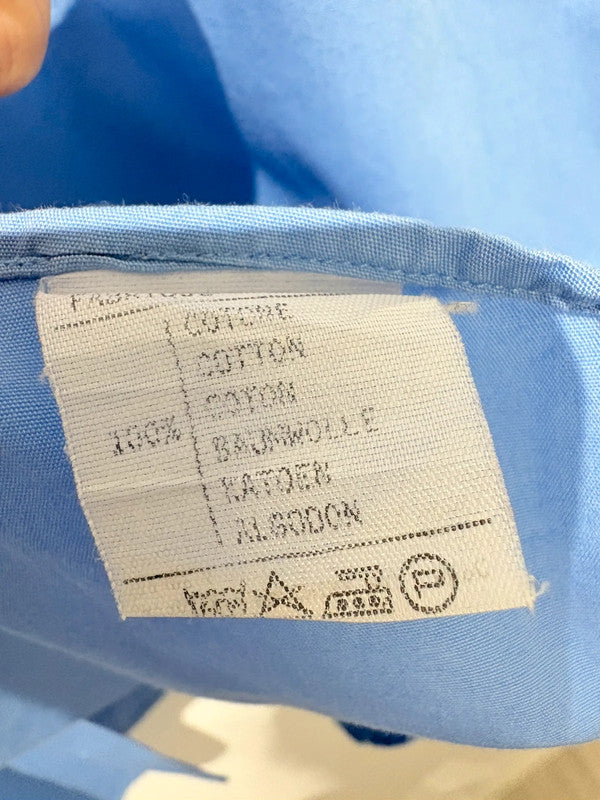 COTONE
COTTON
COTON
100% BAUMWOLLE
KATOEN
ALGODON
P